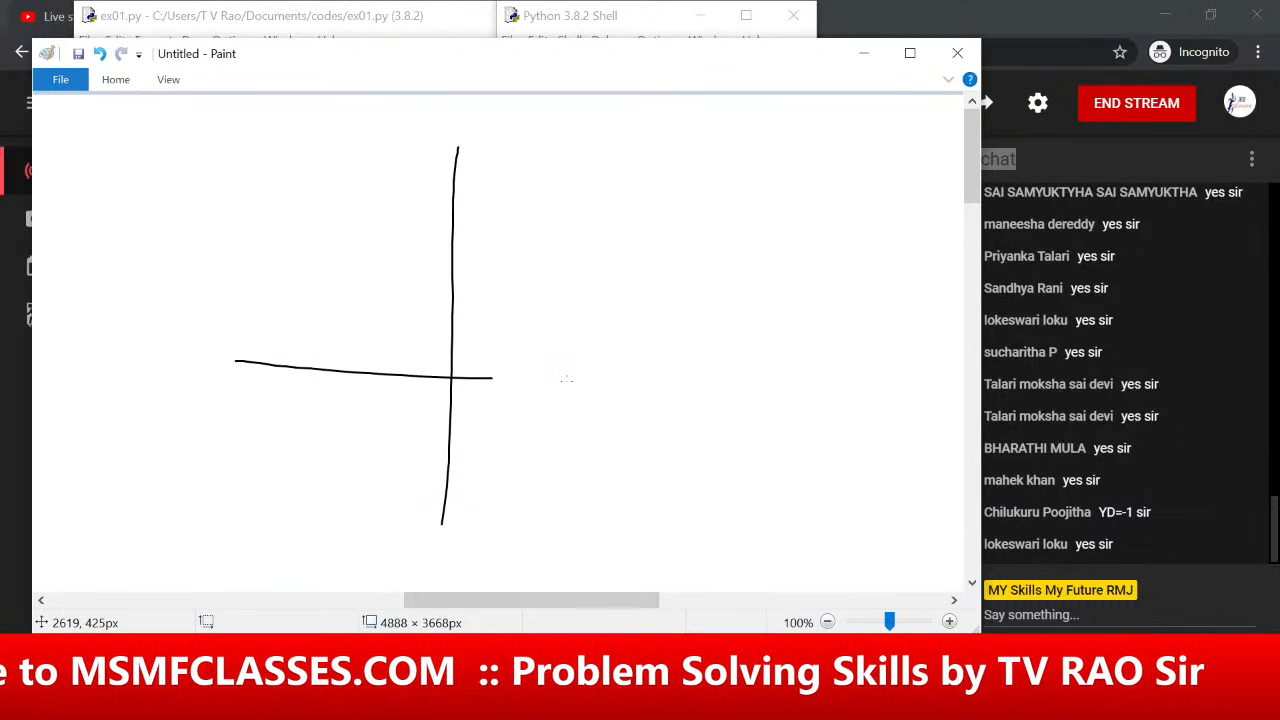 Live s
ex01.py - C:/Users/T V Rao/Documents/codes/ex01.py (3.8.2)
Python 3.8.2 Shell
Untitled - Paint
Incognito
File Home View
END STREAM
chat
SAI SAMYUKTYHA SAI SAMYUKTHA yes sir
maneesha dereddy yes sir
Priyanka Talari yes sir
Sandhya Rani yes sir
lokeswari loku yes sir
sucharitha P yes sir
Talari moksha sai devi yes sir
Talari moksha sai devi yes sir
BHARATHI MULA yes sir
mahek khan yes sir
Chilukuru Poojitha YD=-1 sir
lokeswari loku yes sir
MY Skills My Future RMJ
Say something...
2619, 425px 4888 × 3668px 100%
e to MSMFCLASSES.COM :: Problem Solving Skills by TV RAO Sir